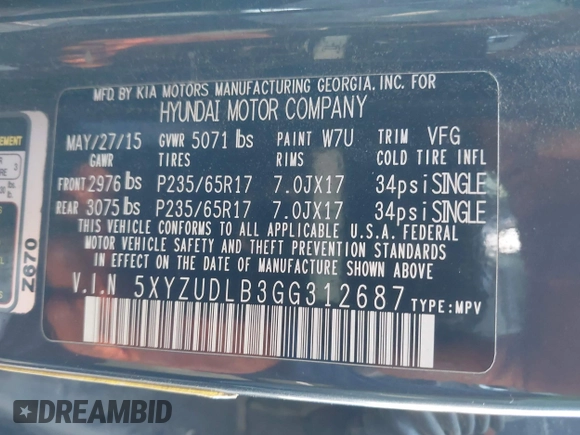 MFD. BY KIA MOTORS MANUFACTURING GEORGIA, INC. FOR
HYUNDAI MOTOR COMPANY
MAY/27/15 GVWR 5071 lbs PAINT W7U TRIM VFG
GAWR TIRES RIMS COLD TIRE INFL
FRONT 2976 lbs P235/65R17 7.0JX17 34psi SINGLE
REAR 3075 lbs P235/65R17 7.0JX17 34psi SINGLE
THIS VEHICLE CONFORMS TO ALL APPLICABLE U.S.A. FEDERAL
MOTOR VEHICLE SAFETY AND THEFT PREVENTION STANDARDS
IN EFFECT ON THE DATE OF MANUFACTURE SHOWN ABOVE.
V.I.N 5XYZUDLB3GG312687 TYPE:MPV
Z670
DREAMBID